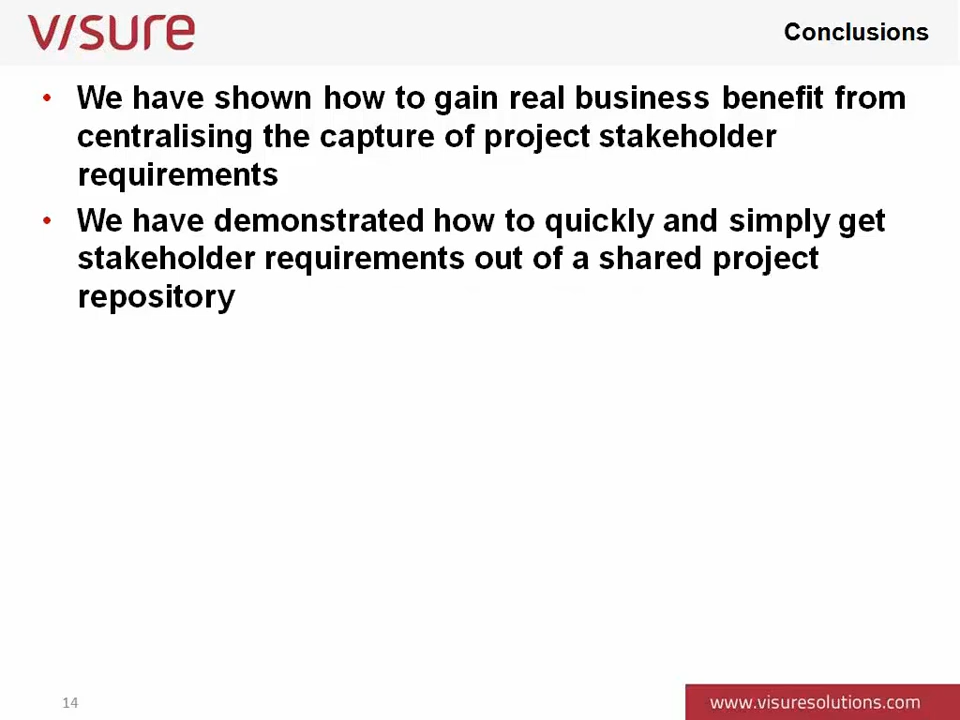 visure
Conclusions
• We have shown how to gain real business benefit from
centralising the capture of project stakeholder
requirements
• We have demonstrated how to quickly and simply get
stakeholder requirements out of a shared project
repository
14
www.visuresolutions.com